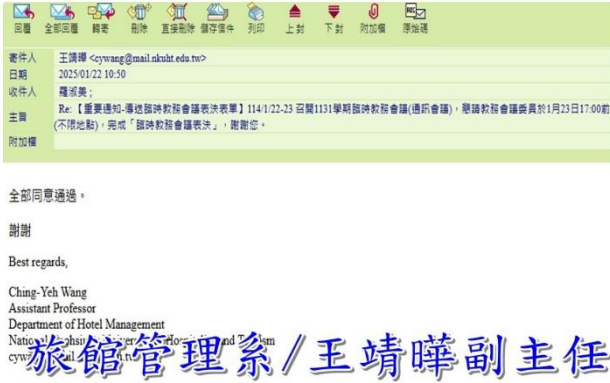 回覆 全部回覆 轉寄 刪除 直接刪除 儲存信件 列印 上封 下封 附加檔 原始碼
寄件人 王靖曄 <cywang@mail.nkuht.edu.tw>
日期 2025/01/22 10:50
收件人 羅淑美;
主旨 Re: 【重要通知-傳送臨時教務會議表決表單】114/1/22-23 召開1131學期臨時教務會議(通訊會議),懇請教務會議委員於1月23日17:00前
(不限地點),完成「臨時教務會議表決」,謝謝您。
附加檔
全部同意通過。
謝謝
Best regards,
Ching-Yeh Wang
Assistant Professor
Department of Hotel Management
旅館管理系/王靖曄副主任